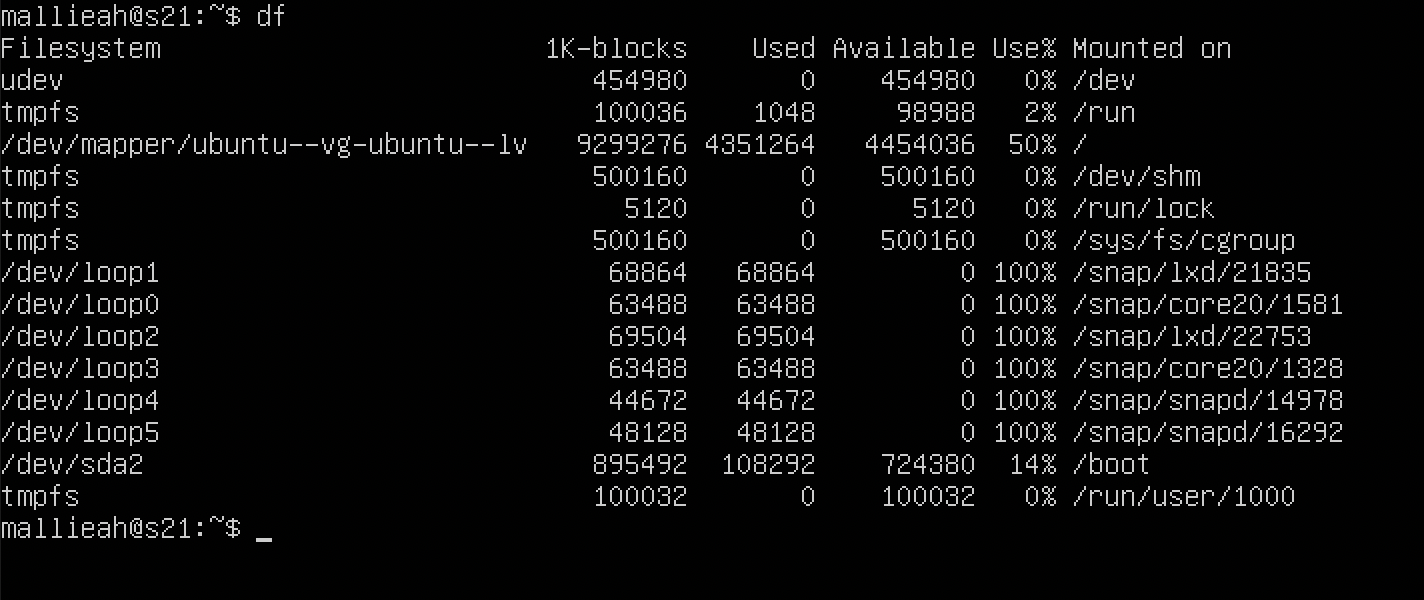 mallieah@s21:~$ df
Filesystem                        1K-blocks    Used Available Use% Mounted on
udev                                 454980       0    454980   0% /dev
tmpfs                                100036    1048     98988   2% /run
/dev/mapper/ubuntu--vg-ubuntu--lv   9299276 4351264   4454036  50% /
tmpfs                                500160       0    500160   0% /dev/shm
tmpfs                                  5120       0      5120   0% /run/lock
tmpfs                                500160       0    500160   0% /sys/fs/cgroup
/dev/loop1                            68864   68864         0 100% /snap/lxd/21835
/dev/loop0                            63488   63488         0 100% /snap/core20/1581
/dev/loop2                            69504   69504         0 100% /snap/lxd/22753
/dev/loop3                            63488   63488         0 100% /snap/core20/1328
/dev/loop4                            44672   44672         0 100% /snap/snapd/14978
/dev/loop5                            48128   48128         0 100% /snap/snapd/16292
/dev/sda2                            895492  108292    724380  14% /boot
tmpfs                                100032       0    100032   0% /run/user/1000
mallieah@s21:~$ _